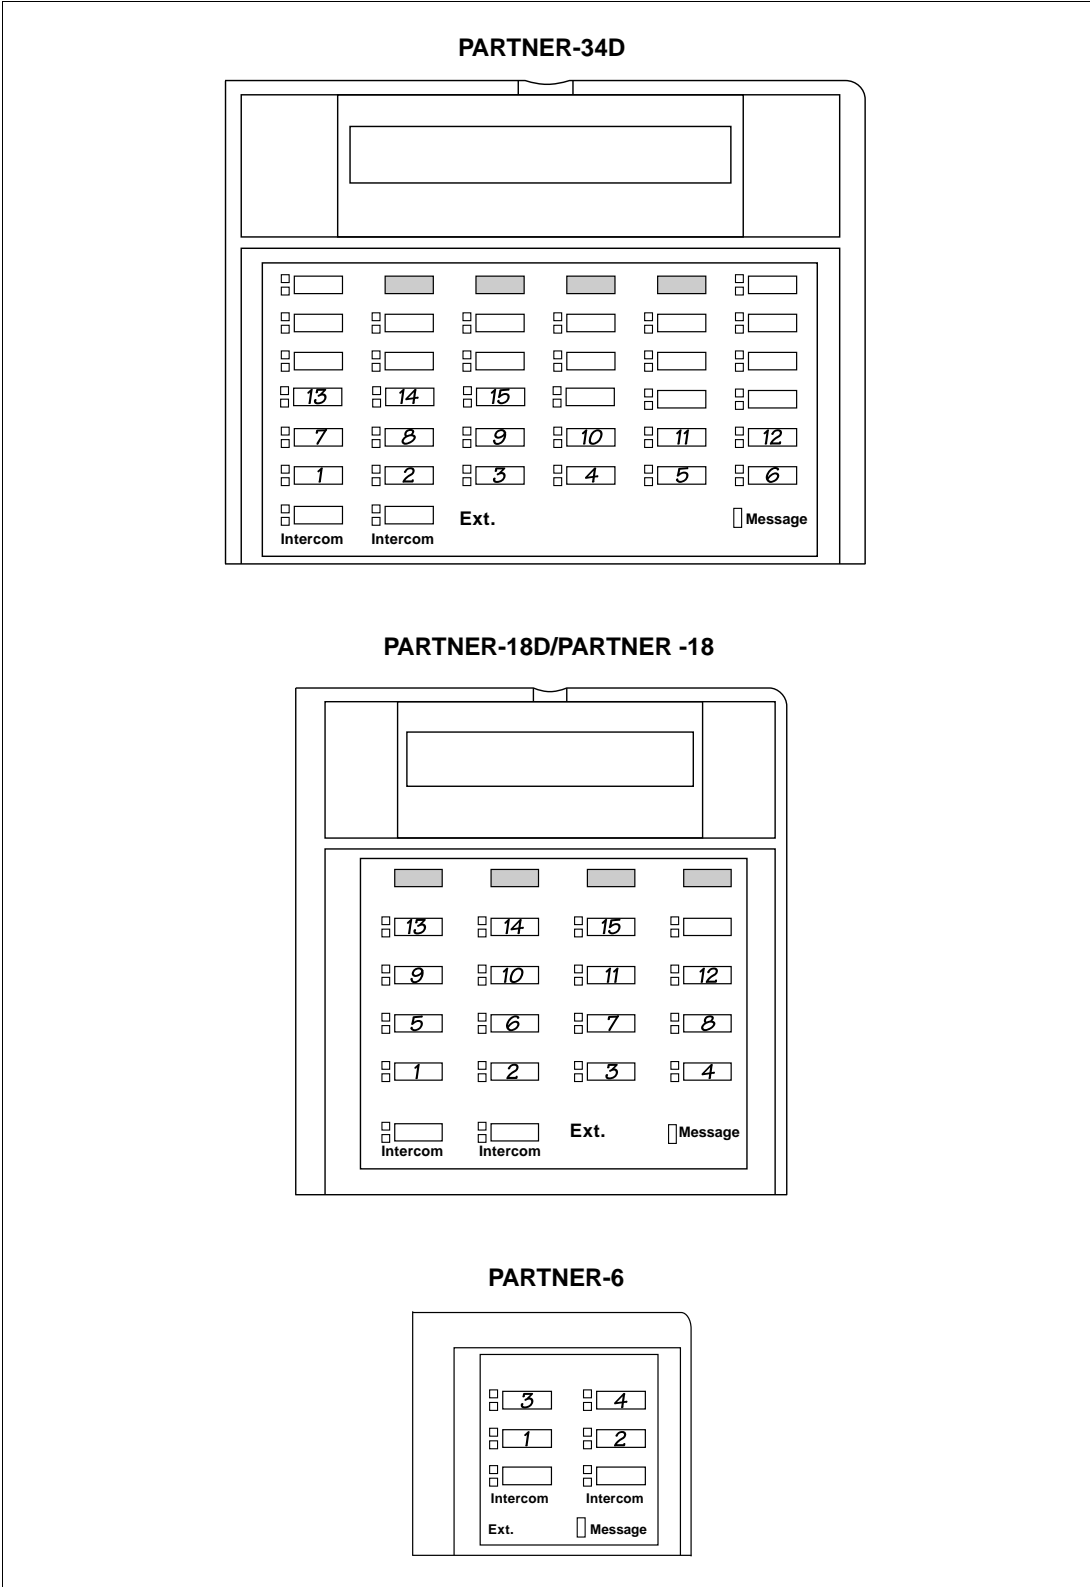 PARTNER-34D
13 14 15
7 8 9 10 11 12
1 2 3 4 5 6
Ext. Message
Intercom Intercom
PARTNER-18D/PARTNER -18
13 14 15
9 10 11 12
5 6 7 8
1 2 3 4
Ext. Message
Intercom Intercom
PARTNER-6
3 4
1 2
Intercom Intercom
Ext. Message